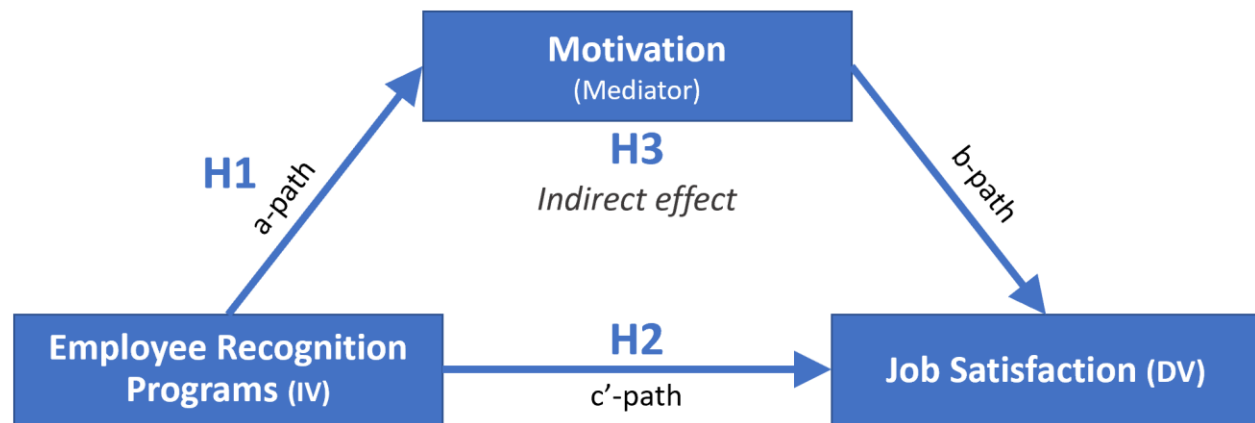 Motivation
(Mediator)
H1
a-path
H3
Indirect effect
b-path
Employee Recognition
Programs (IV)
H2
c’-path
Job Satisfaction (DV)